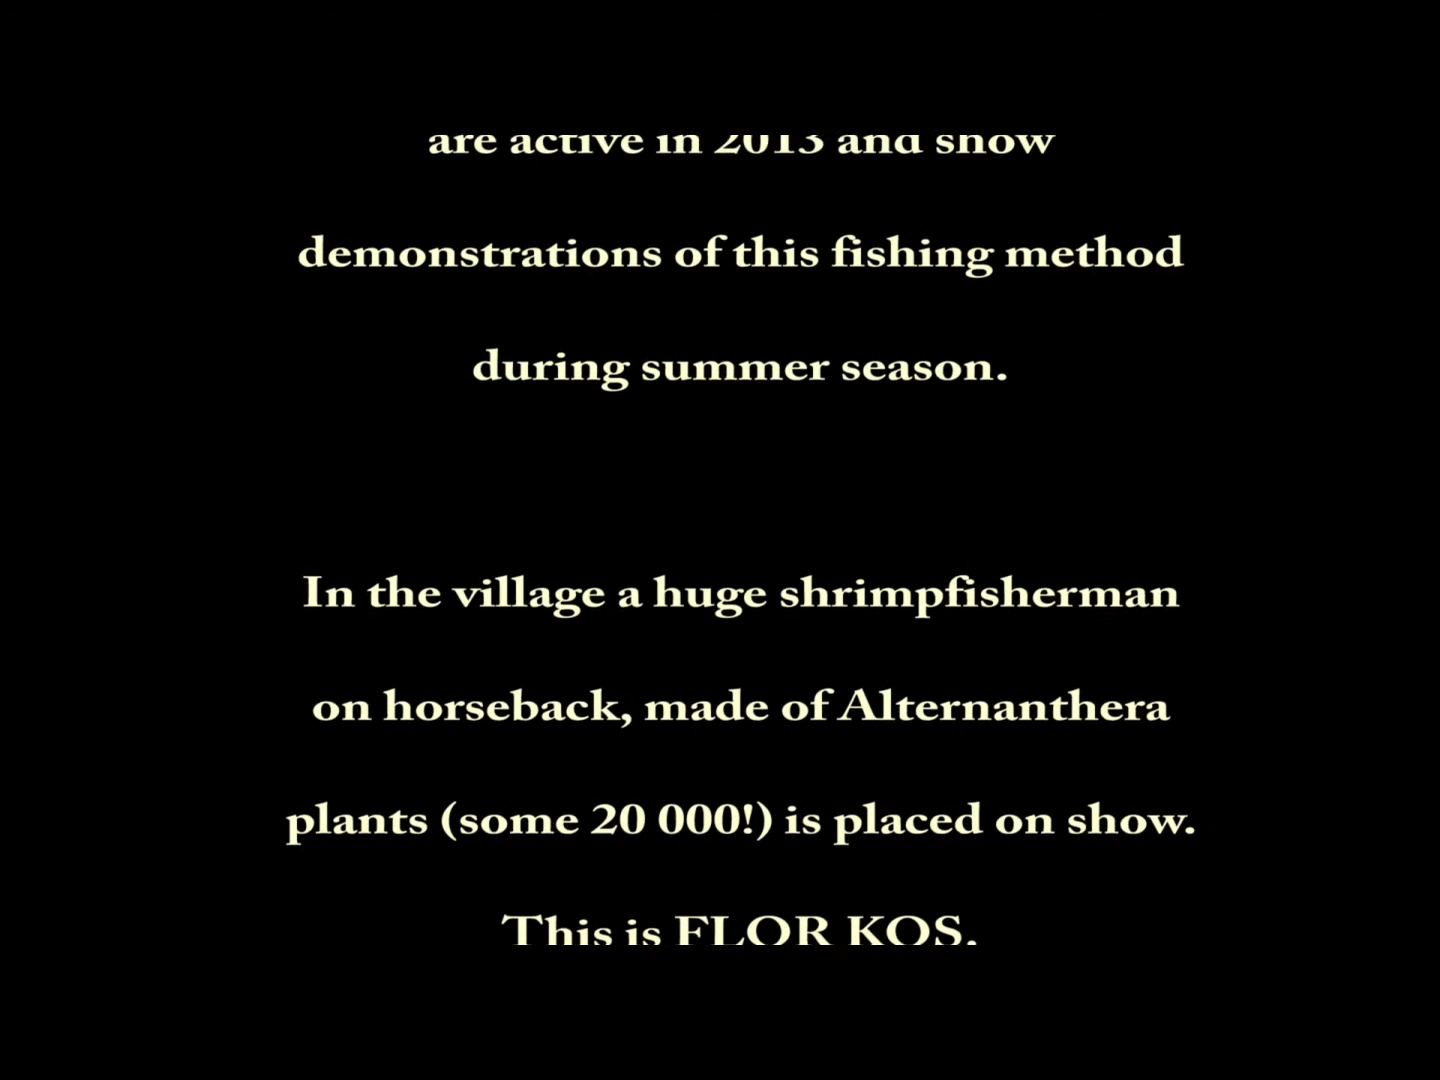 are active in 2013 and show
demonstrations of this fishing method
during summer season.
In the village a huge shrimpfisherman
on horseback, made of Alternanthera
plants (some 20 000!) is placed on show.
This is FLOR KOS.